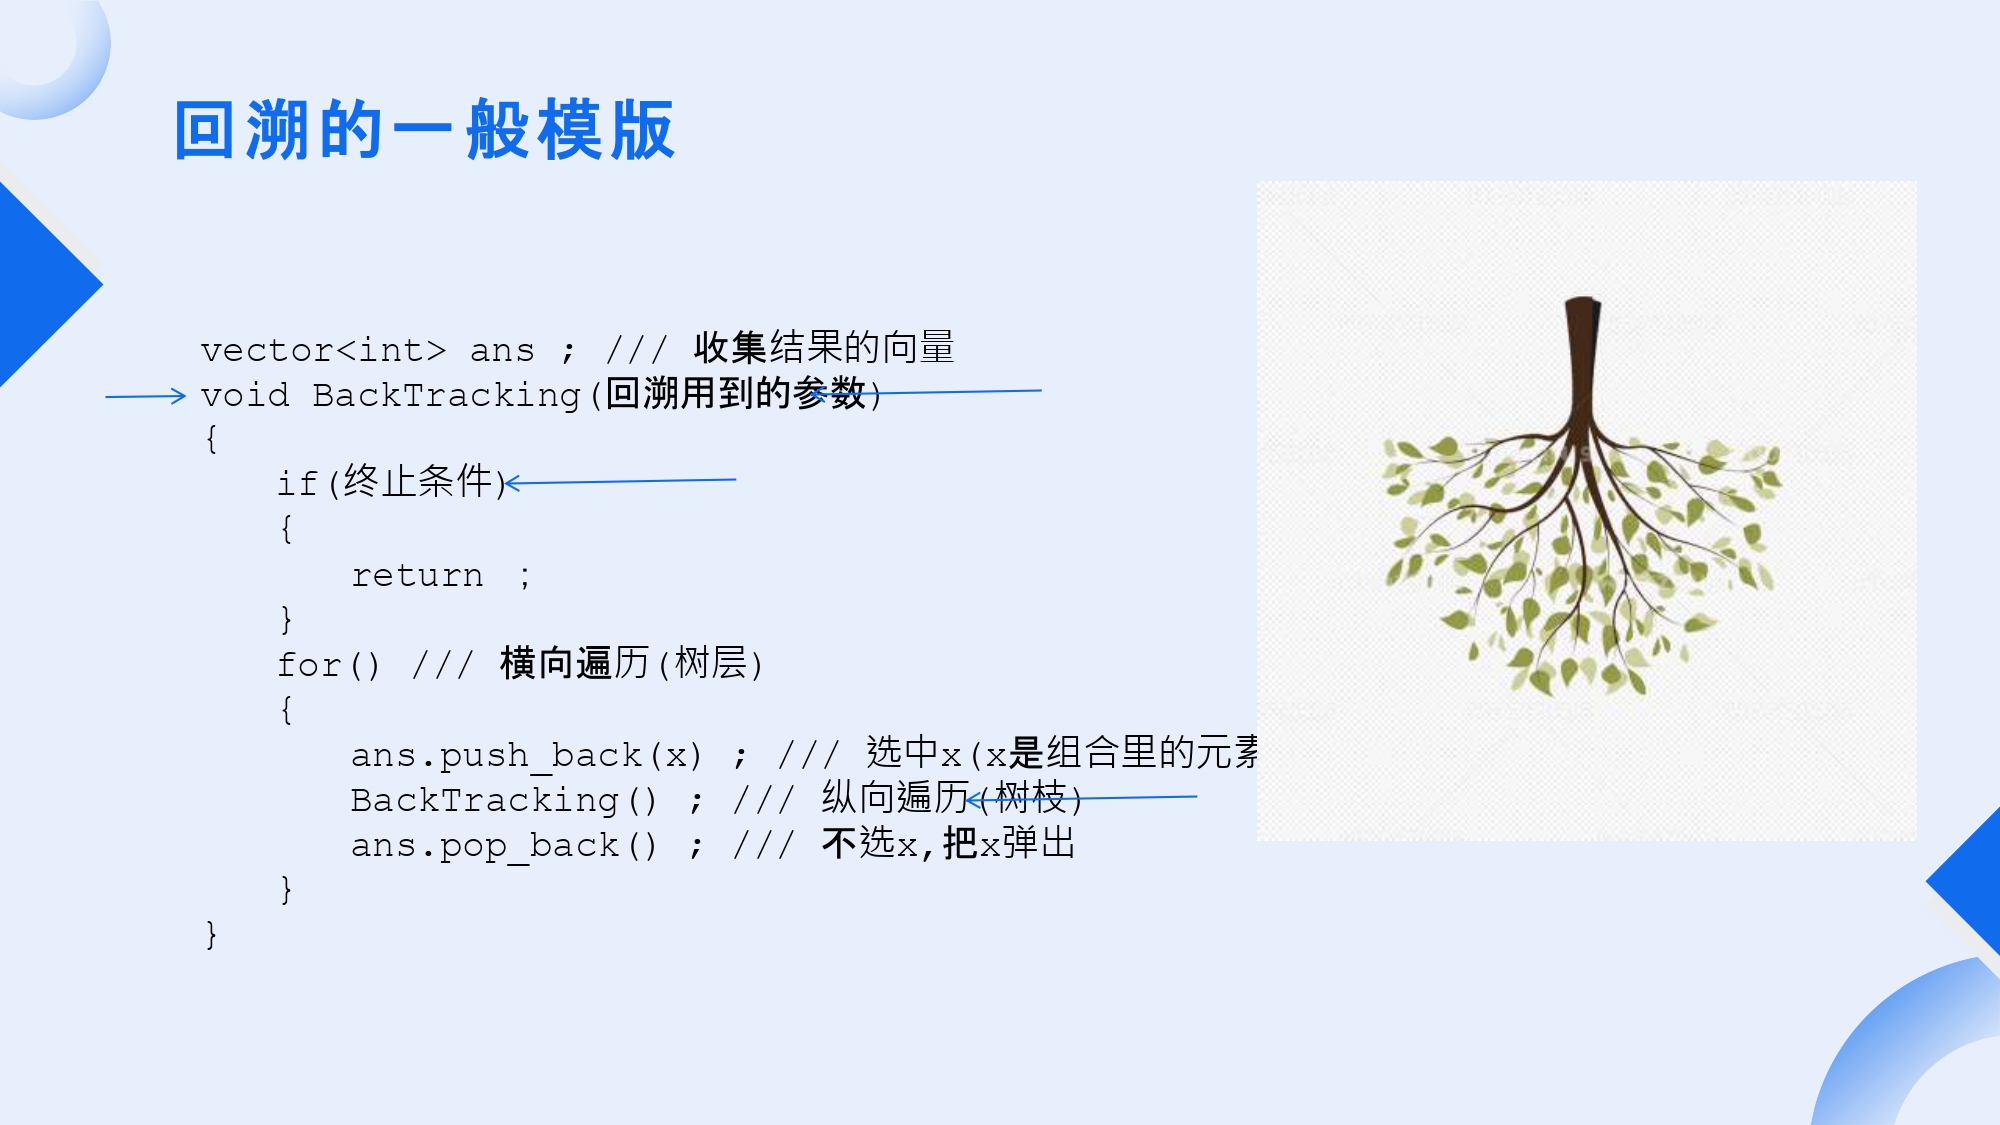 回溯的一般模版
vector<int> ans ; /// 收集结果的向量
void BackTracking(回溯用到的参数)
{
    if(终止条件)
    {
        return ;
    }
    for() /// 横向遍历(树层)
    {
        ans.push_back(x) ; /// 选中x(x是组合里的元素
        BackTracking() ; /// 纵向遍历(树枝)
        ans.pop_back() ; /// 不选x,把x弹出
    }
}